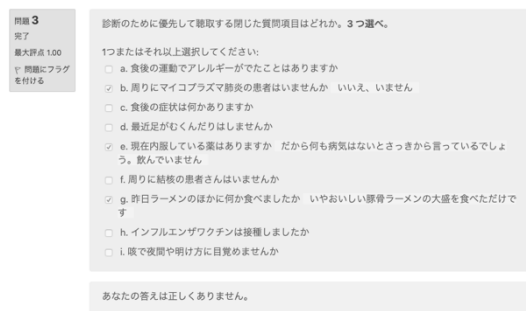 問題 3
完了
最大評点 1.00
問題にフラグ
を付ける
診断のために優先して聴取する閉じた質問項目はどれか。3 つ選べ。
1つまたはそれ以上選択してください:
a. 食後の運動でアレルギーがでたことはありますか
b. 周りにマイコプラズマ肺炎の患者はいませんか いいえ、いません
c. 食後の症状は何かありますか
d. 最近足がむくんだりはしませんか
e. 現在内服している薬はありますか だから何も病気はないとさっきから言っているでしょ
う。飲んでいません
f. 周りに結核の患者さんはいませんか
g. 昨日ラーメンのほかに何か食べましたか いやおいしい豚骨ラーメンの大盛を食べただけで
す
h. インフルエンザワクチンは接種しましたか
i. 咳で夜間や明け方に目覚めませんか
あなたの答えは正しくありません。